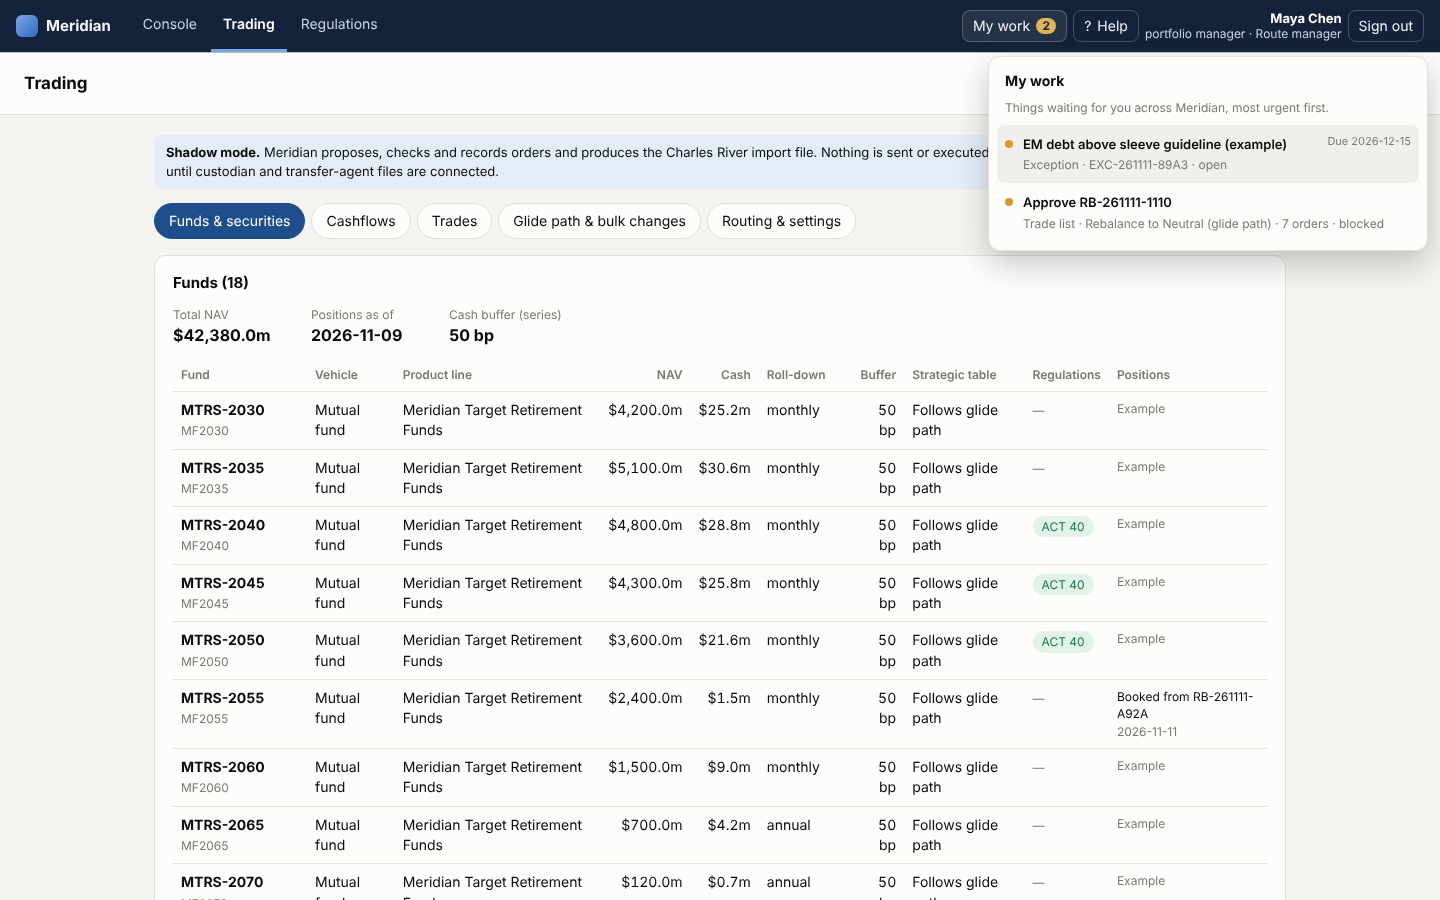 Meridian
Console
Trading
Regulations
My work 2
? Help
Maya Chen
portfolio manager · Route manager
Sign out
Trading
My work
Things waiting for you across Meridian, most urgent first.
EM debt above sleeve guideline (example)
Due 2026-12-15
Exception · EXC-261111-89A3 · open
Approve RB-261111-1110
Trade list · Rebalance to Neutral (glide path) · 7 orders · blocked
Shadow mode. Meridian proposes, checks and records orders and produces the Charles River import file. Nothing is sent or executed
until custodian and transfer-agent files are connected.
Funds & securities
Cashflows
Trades
Glide path & bulk changes
Routing & settings
Funds (18)
Total NAV
$42,380.0m
Positions as of
2026-11-09
Cash buffer (series)
50 bp
Fund Vehicle Product line NAV Cash Roll-down Buffer Strategic table Regulations Positions
MTRS-2030 Mutual Meridian Target Retirement $4,200.0m $25.2m monthly 50 Follows glide — Example
MF2030 fund Funds bp path
MTRS-2035 Mutual Meridian Target Retirement $5,100.0m $30.6m monthly 50 Follows glide — Example
MF2035 fund Funds bp path
MTRS-2040 Mutual Meridian Target Retirement $4,800.0m $28.8m monthly 50 Follows glide ACT 40 Example
MF2040 fund Funds bp path
MTRS-2045 Mutual Meridian Target Retirement $4,300.0m $25.8m monthly 50 Follows glide ACT 40 Example
MF2045 fund Funds bp path
MTRS-2050 Mutual Meridian Target Retirement $3,600.0m $21.6m monthly 50 Follows glide ACT 40 Example
MF2050 fund Funds bp path
MTRS-2055 Mutual Meridian Target Retirement $2,400.0m $1.5m monthly 50 Follows glide — Booked from RB-261111-
MF2055 fund Funds bp path A92A
2026-11-11
MTRS-2060 Mutual Meridian Target Retirement $1,500.0m $9.0m monthly 50 Follows glide — Example
MF2060 fund Funds bp path
MTRS-2065 Mutual Meridian Target Retirement $700.0m $4.2m annual 50 Follows glide — Example
MF2065 fund Funds bp path
MTRS-2070 Mutual Meridian Target Retirement $120.0m $0.7m annual 50 Follows glide — Example